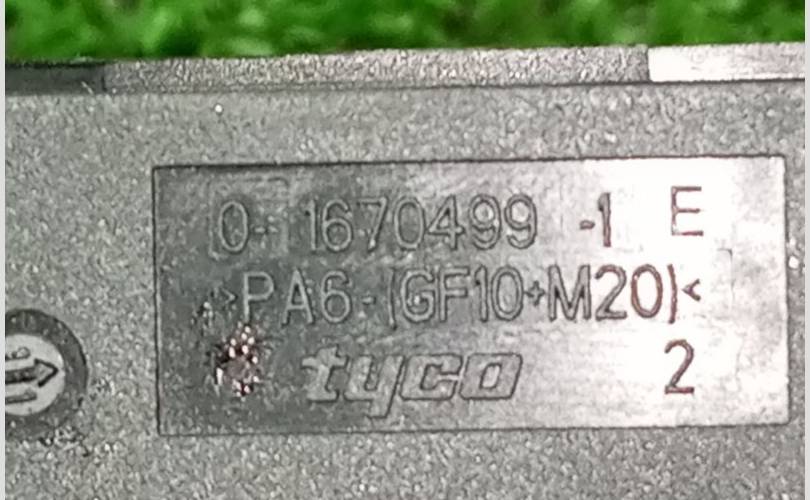 0-1670499-1 E
>PA6-(GF10+M20)<
tyco 2